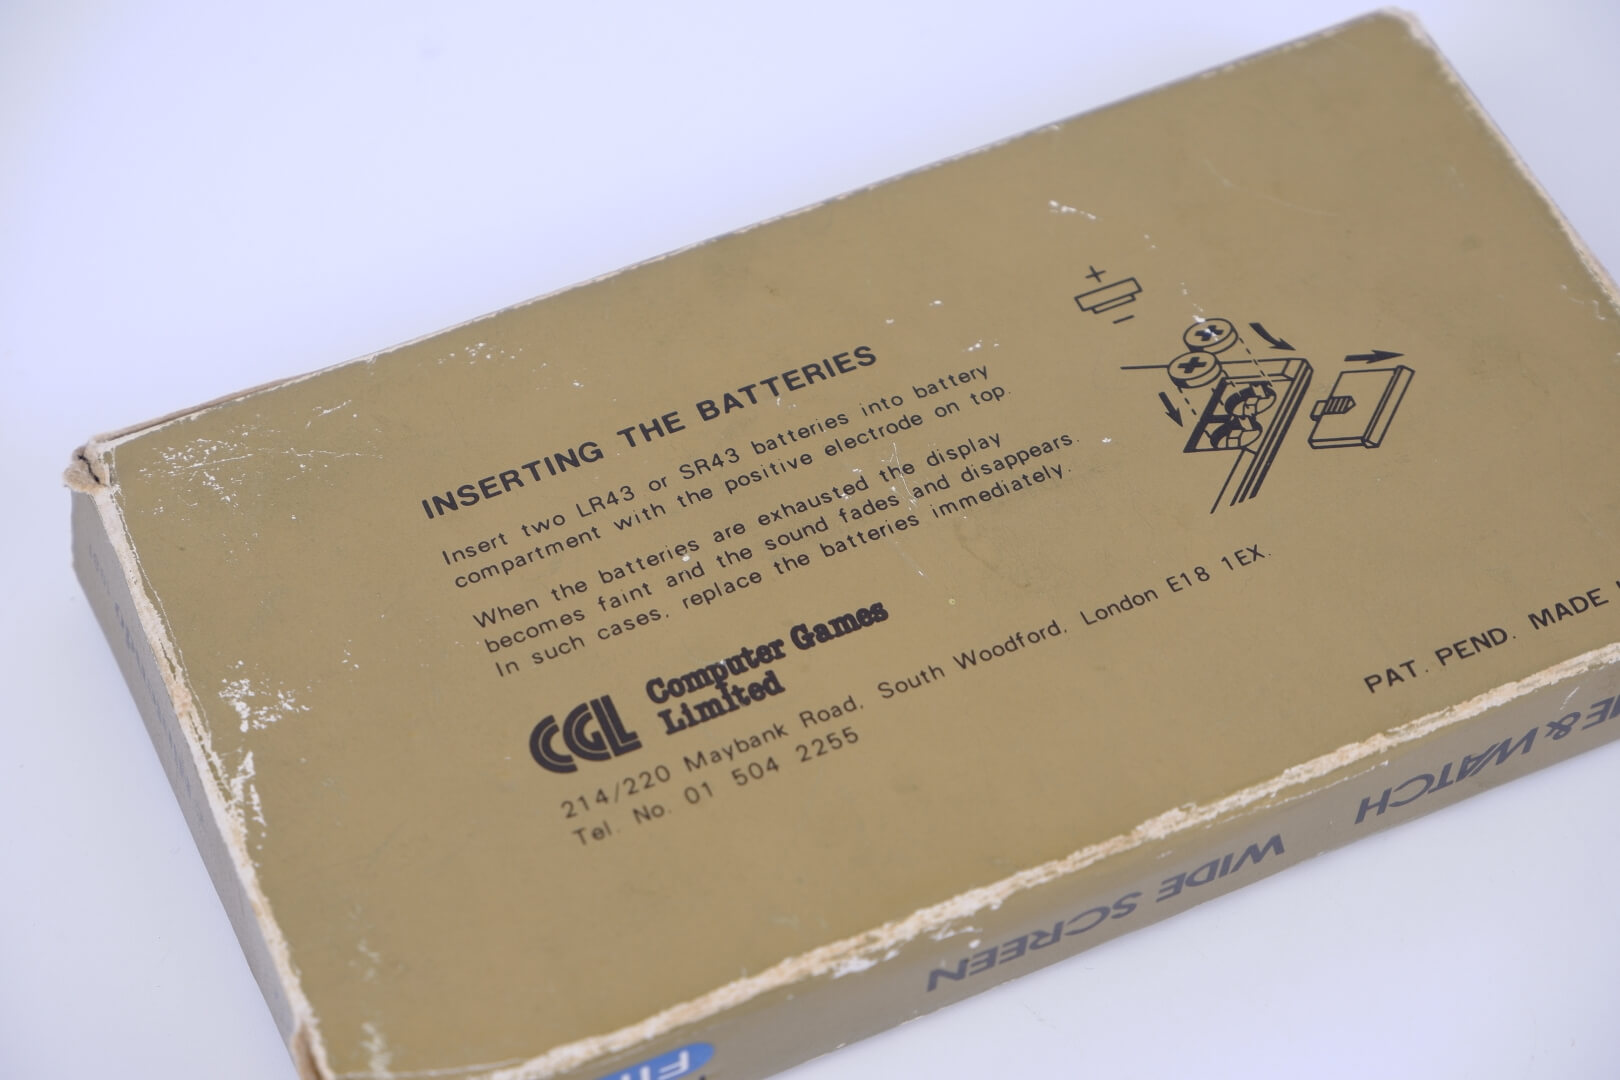 INSERTING THE BATTERIES
Insert two LR43 or SR43 batteries into battery
compartment with the positive electrode on top.
When the batteries are exhausted the display
becomes faint and the sound fades and disappears.
In such cases, replace the batteries immediately.
CGL Computer Games
Limited
214/220 Maybank Road, South Woodford, London E18 1EX.
Tel. No. 01 504 2255
PAT. PEND. MADE
& WATCH WIDE SCREEN